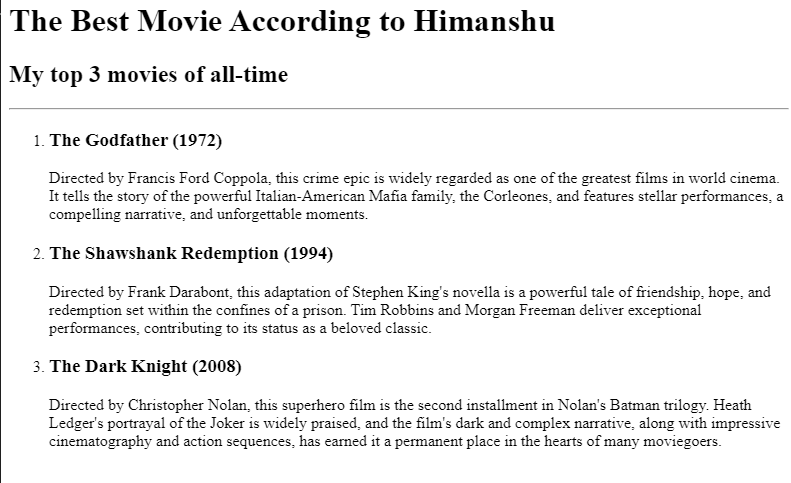 The Best Movie According to Himanshu
My top 3 movies of all-time
1. The Godfather (1972)
Directed by Francis Ford Coppola, this crime epic is widely regarded as one of the greatest films in world cinema.
It tells the story of the powerful Italian-American Mafia family, the Corleones, and features stellar performances, a
compelling narrative, and unforgettable moments.
2. The Shawshank Redemption (1994)
Directed by Frank Darabont, this adaptation of Stephen King's novella is a powerful tale of friendship, hope, and
redemption set within the confines of a prison. Tim Robbins and Morgan Freeman deliver exceptional
performances, contributing to its status as a beloved classic.
3. The Dark Knight (2008)
Directed by Christopher Nolan, this superhero film is the second installment in Nolan's Batman trilogy. Heath
Ledger's portrayal of the Joker is widely praised, and the film's dark and complex narrative, along with impressive
cinematography and action sequences, has earned it a permanent place in the hearts of many moviegoers.